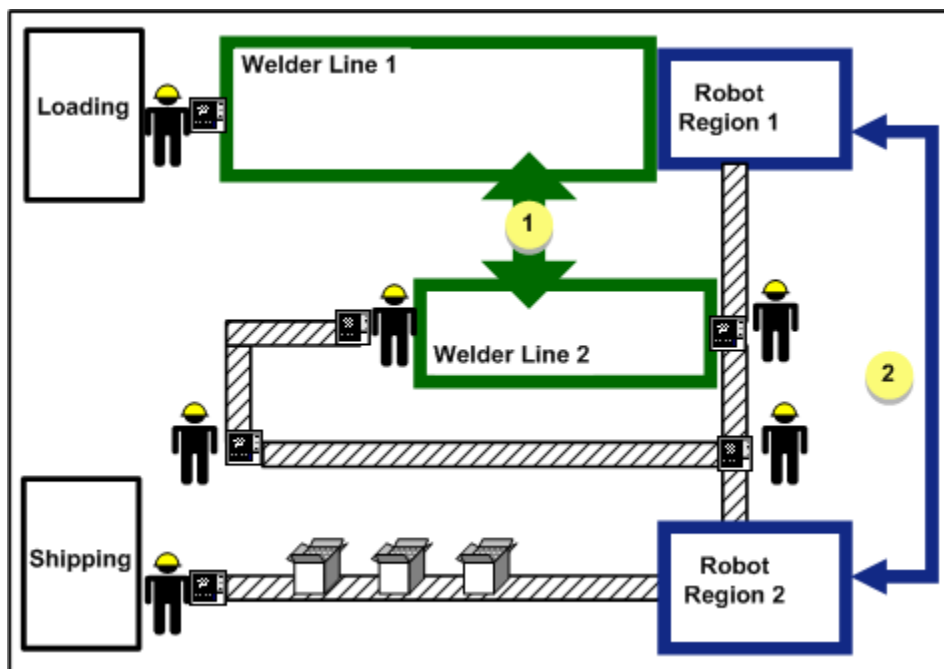 Welder Line 1
Loading
Robot
Region 1
1
Welder Line 2
2
Shipping
Robot
Region 2